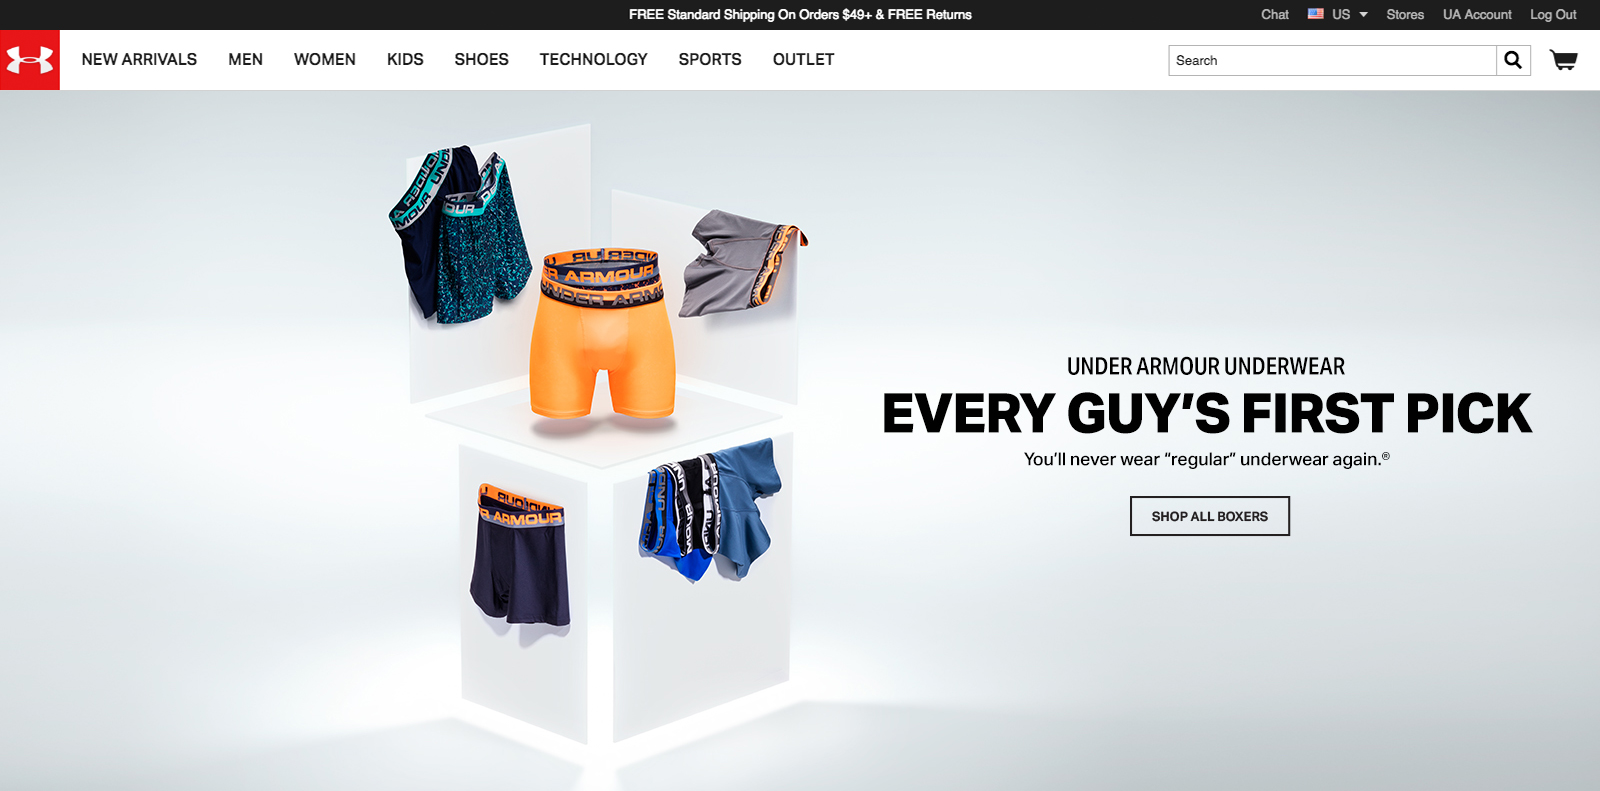 FREE Standard Shipping On Orders $49+ & FREE Returns
Chat US Stores UA Account Log Out
NEW ARRIVALS MEN WOMEN KIDS SHOES TECHNOLOGY SPORTS OUTLET
Search
UNDER ARMOUR
UNDER ARMOUR UNDERWEAR
EVERY GUY’S FIRST PICK
You’ll never wear “regular” underwear again.®
SHOP ALL BOXERS